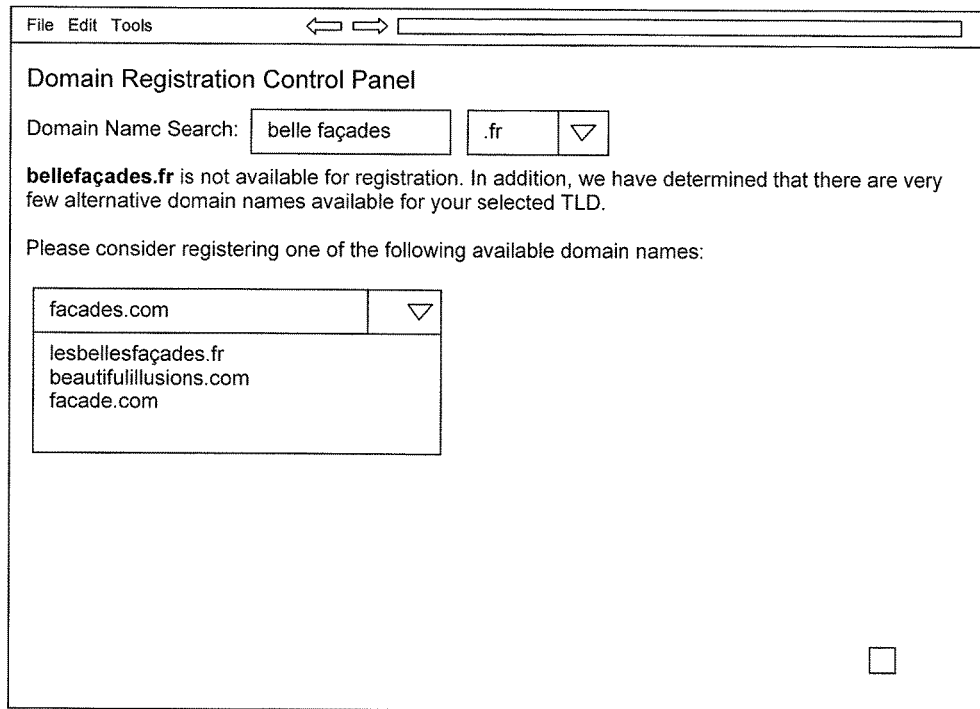 File Edit Tools
Domain Registration Control Panel
Domain Name Search: belle façades .fr
bellefaçades.fr is not available for registration. In addition, we have determined that there are very
few alternative domain names available for your selected TLD.
Please consider registering one of the following available domain names:
facades.com
lesbellesfaçades.fr
beautifulillusions.com
facade.com